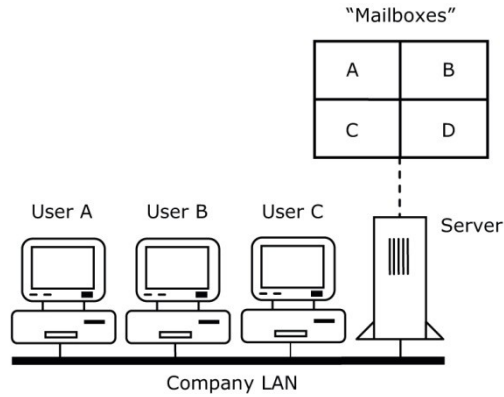 “Mailboxes”
A B
C D
User A User B User C Server
Company LAN